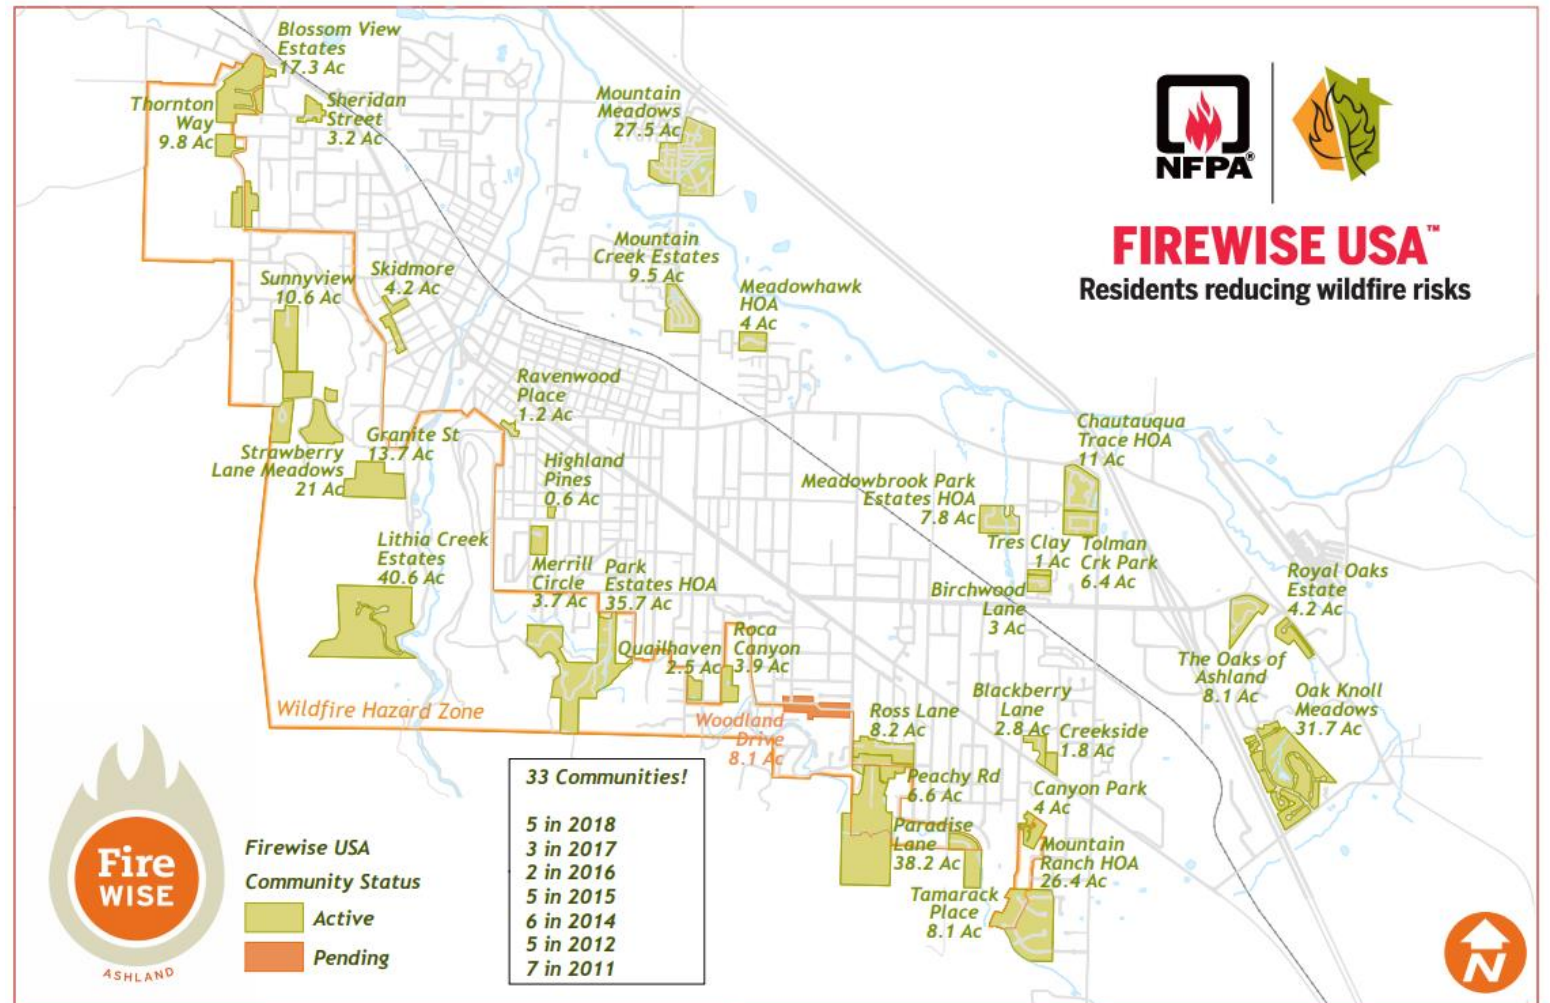 Blossom View
Estates
17.3 Ac
Thornton
Way
9.8 Ac
Sheridan
Street
3.2 Ac
Mountain
Meadows
27.5 Ac
NFPA®
FIREWISE USA™
Residents reducing wildfire risks
Mountain
Creek Estates
9.5 Ac
Meadowhawk
HOA
4 Ac
Sunnyview
10.6 Ac
Skidmore
4.2 Ac
Ravenwood
Place
1.2 Ac
Granite St
13.7 Ac
Strawberry
Lane Meadows
21 Ac
Highland
Pines
0.6 Ac
Chautauqua
Trace HOA
11 Ac
Meadowbrook Park
Estates HOA
7.8 Ac
Tres Clay
1 Ac
Tolman
Crk Park
6.4 Ac
Birchwood
Lane
3 Ac
Lithia Creek
Estates
40.6 Ac
Merrill
Circle
3.7 Ac
Park
Estates HOA
35.7 Ac
Quailhaven
2.5 Ac
Roca
Canyon
3.9 Ac
Royal Oaks
Estate
4.2 Ac
The Oaks of
Ashland
8.1 Ac
Oak Knoll
Meadows
31.7 Ac
Wildfire Hazard Zone
Woodland
Drive
8.1 Ac
Ross Lane
8.2 Ac
Blackberry
Lane
2.8 Ac
Creekside
1.8 Ac
Peachy Rd
6.6 Ac
Canyon Park
4 Ac
Paradise
Lane
38.2 Ac
Mountain
Ranch HOA
26.4 Ac
Tamarack
Place
8.1 Ac
33 Communities!
5 in 2018
3 in 2017
2 in 2016
5 in 2015
6 in 2014
5 in 2012
7 in 2011
Fire
WISE
ASHLAND
Firewise USA
Community Status
Active
Pending
N